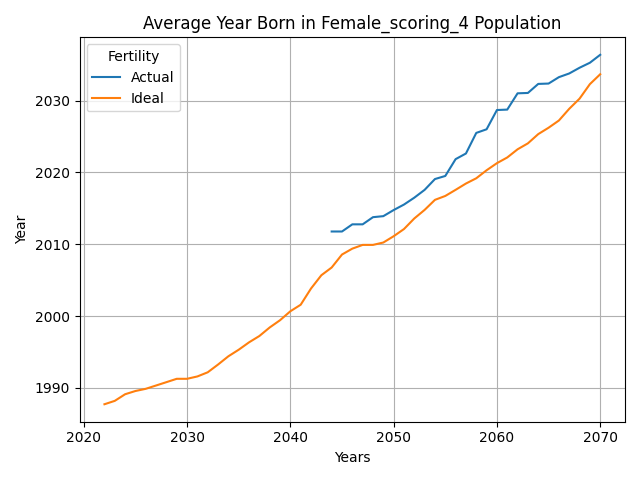 Average Year Born in Female_scoring_4 Population
Fertility
Actual
Ideal
2030
2020
2010
2000
1990
Year
2020 2030 2040 2050 2060 2070
Years